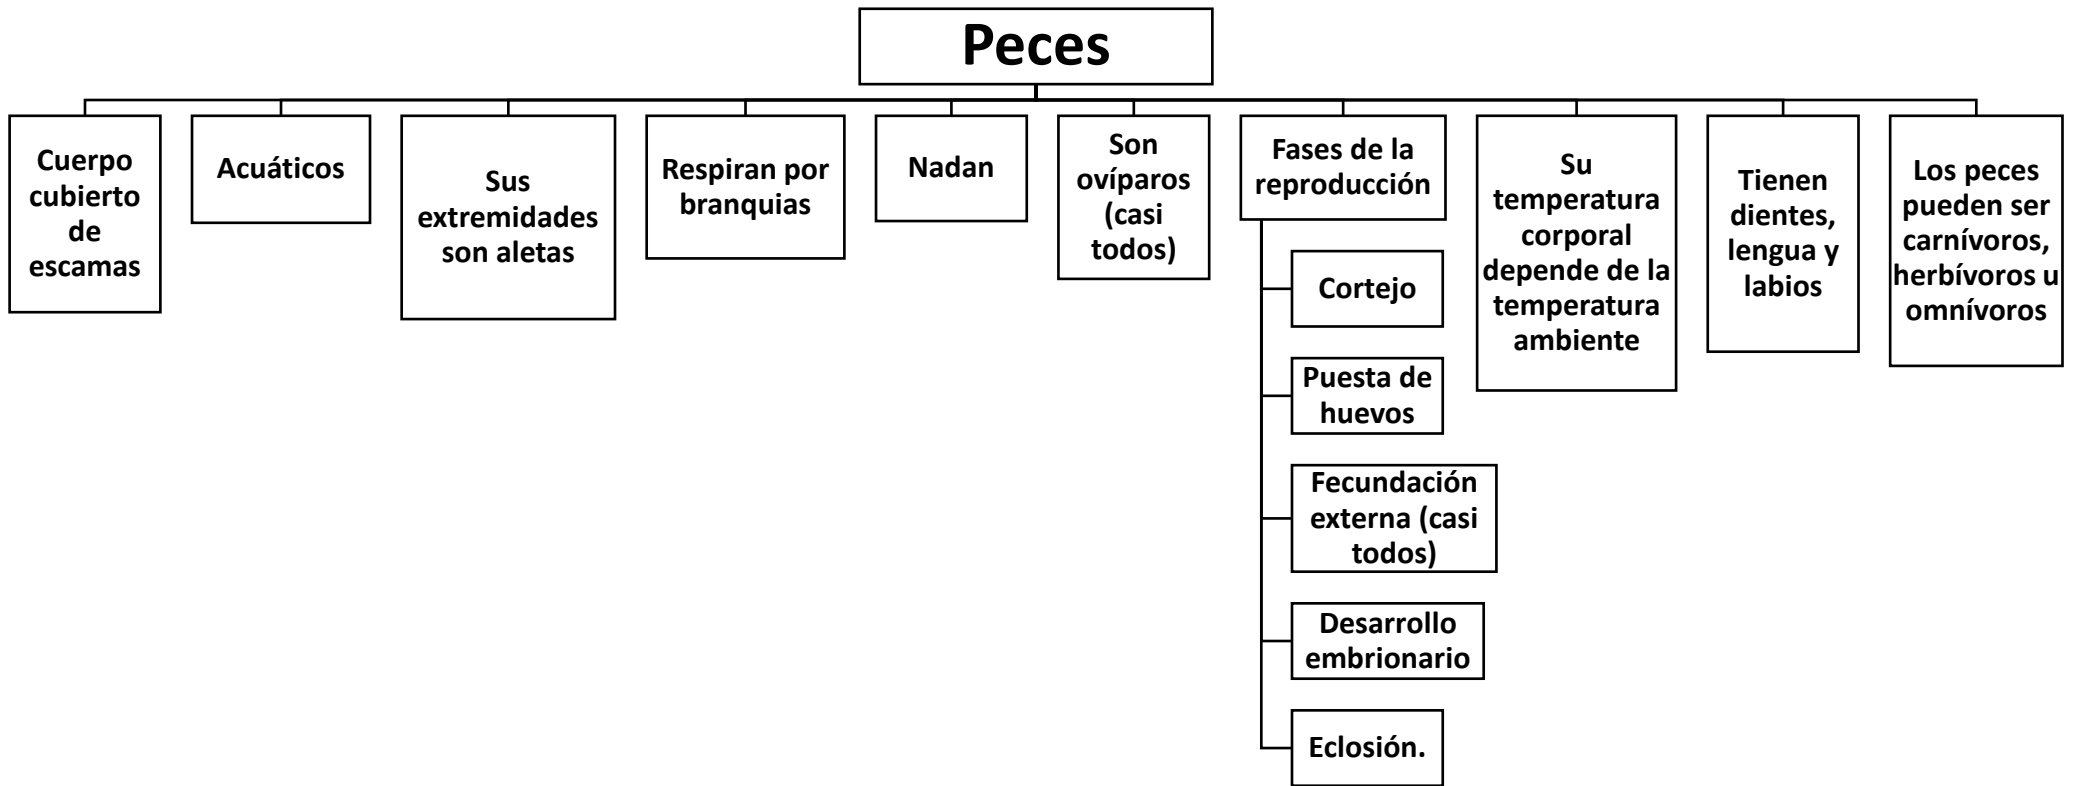 Peces
Cuerpo
cubierto
de
escamas
Acuáticos
Sus
extremidades
son aletas
Respiran por
branquias
Nadan
Son
ovíparos
(casi
todos)
Fases de la
reproducción
Cortejo
Puesta de
huevos
Fecundación
externa (casi
todos)
Desarrollo
embrionario
Eclosión.
Su
temperatura
corporal
depende de la
temperatura
ambiente
Tienen
dientes,
lengua y
labios
Los peces
pueden ser
carnívoros,
herbívoros u
omnívoros